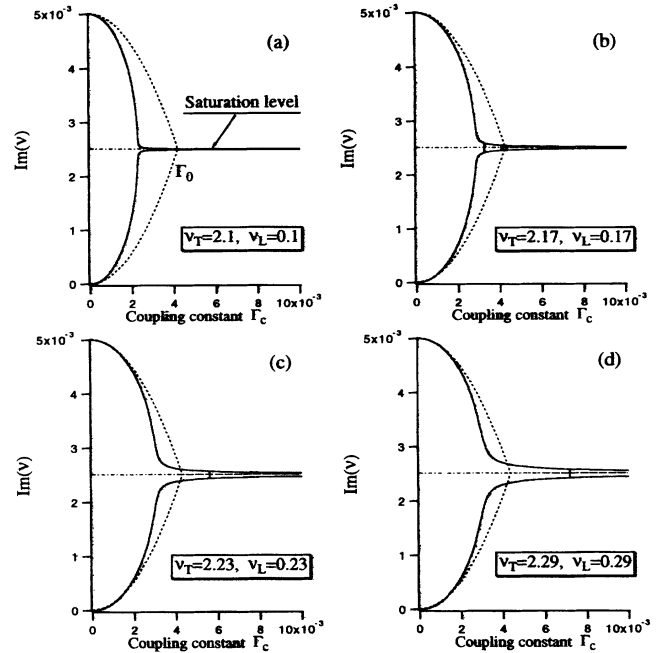 5x10⁻³
(a)
4
Saturation level
3
Im(ν)
2
Γ₀
1
ν_T=2.1, ν_L=0.1
0
0 2 4 6 8 10x10⁻³
Coupling constant Γ_c
5x10⁻³
(b)
4
3
Im(ν)
2
1
ν_T=2.17, ν_L=0.17
0
0 2 4 6 8 10x10⁻³
Coupling constant Γ_c
5x10⁻³
(c)
4
3
Im(ν)
2
1
ν_T=2.23, ν_L=0.23
0
0 2 4 6 8 10x10⁻³
Coupling constant Γ_c
5x10⁻³
(d)
4
3
Im(ν)
2
1
ν_T=2.29, ν_L=0.29
0
0 2 4 6 8 10x10⁻³
Coupling constant Γ_c